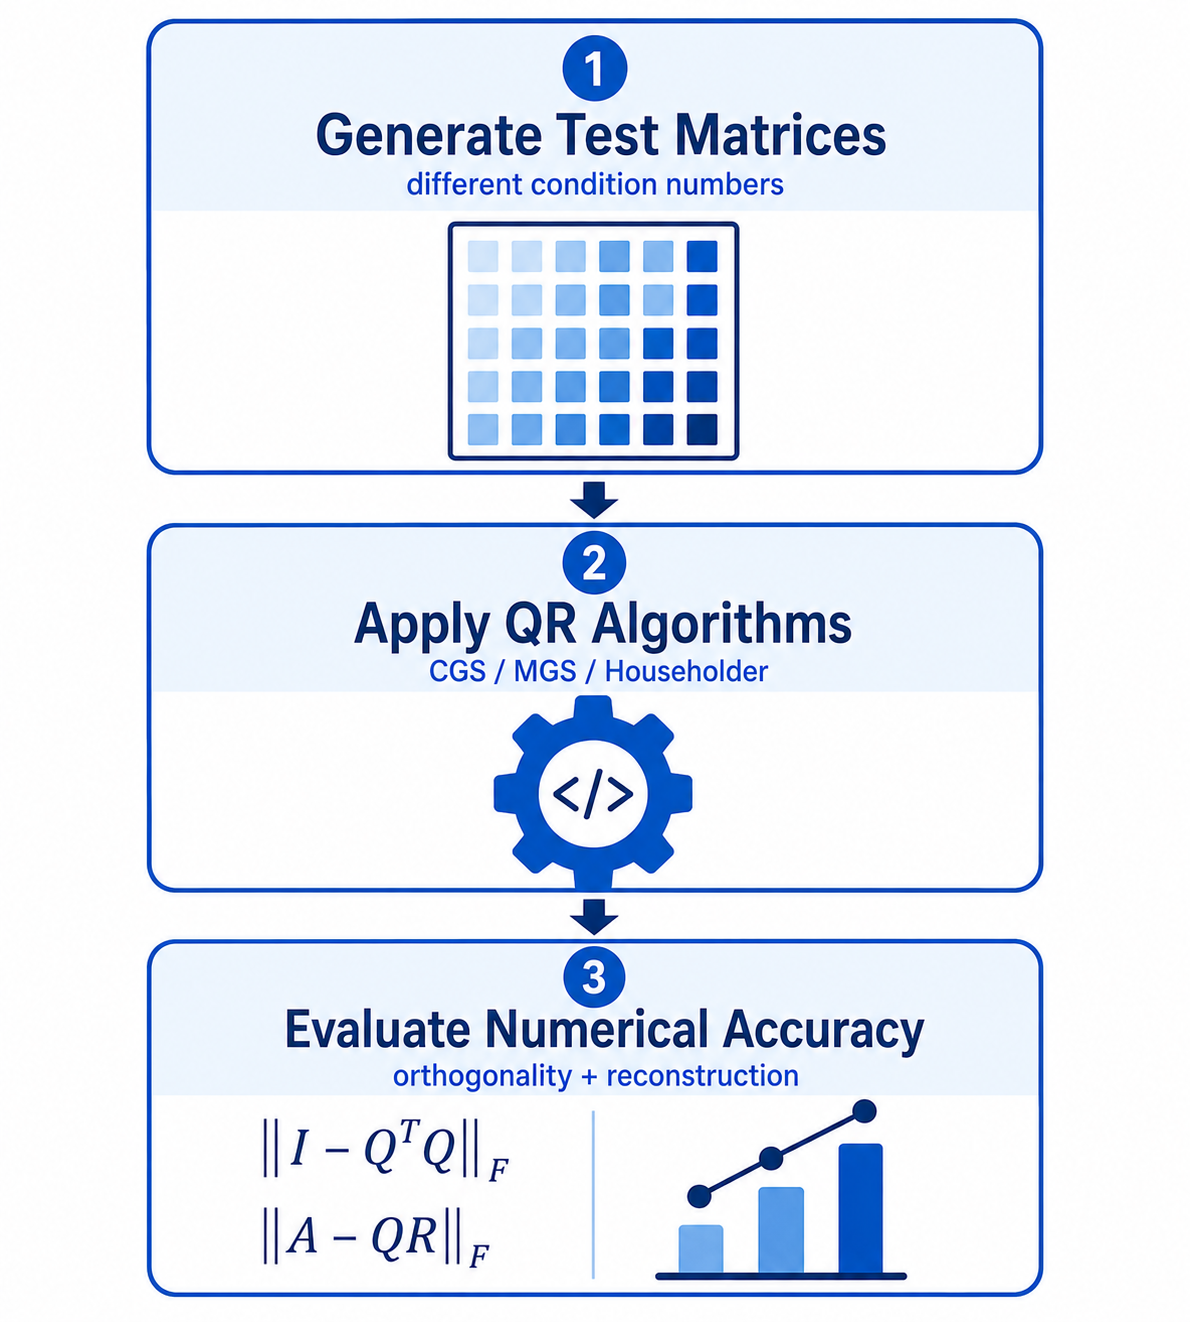 1
Generate Test Matrices
different condition numbers
2
Apply QR Algorithms
CGS / MGS / Householder
</>
3
Evaluate Numerical Accuracy
orthogonality + reconstruction
‖I − QᵀQ‖_F
‖A − QR‖_F